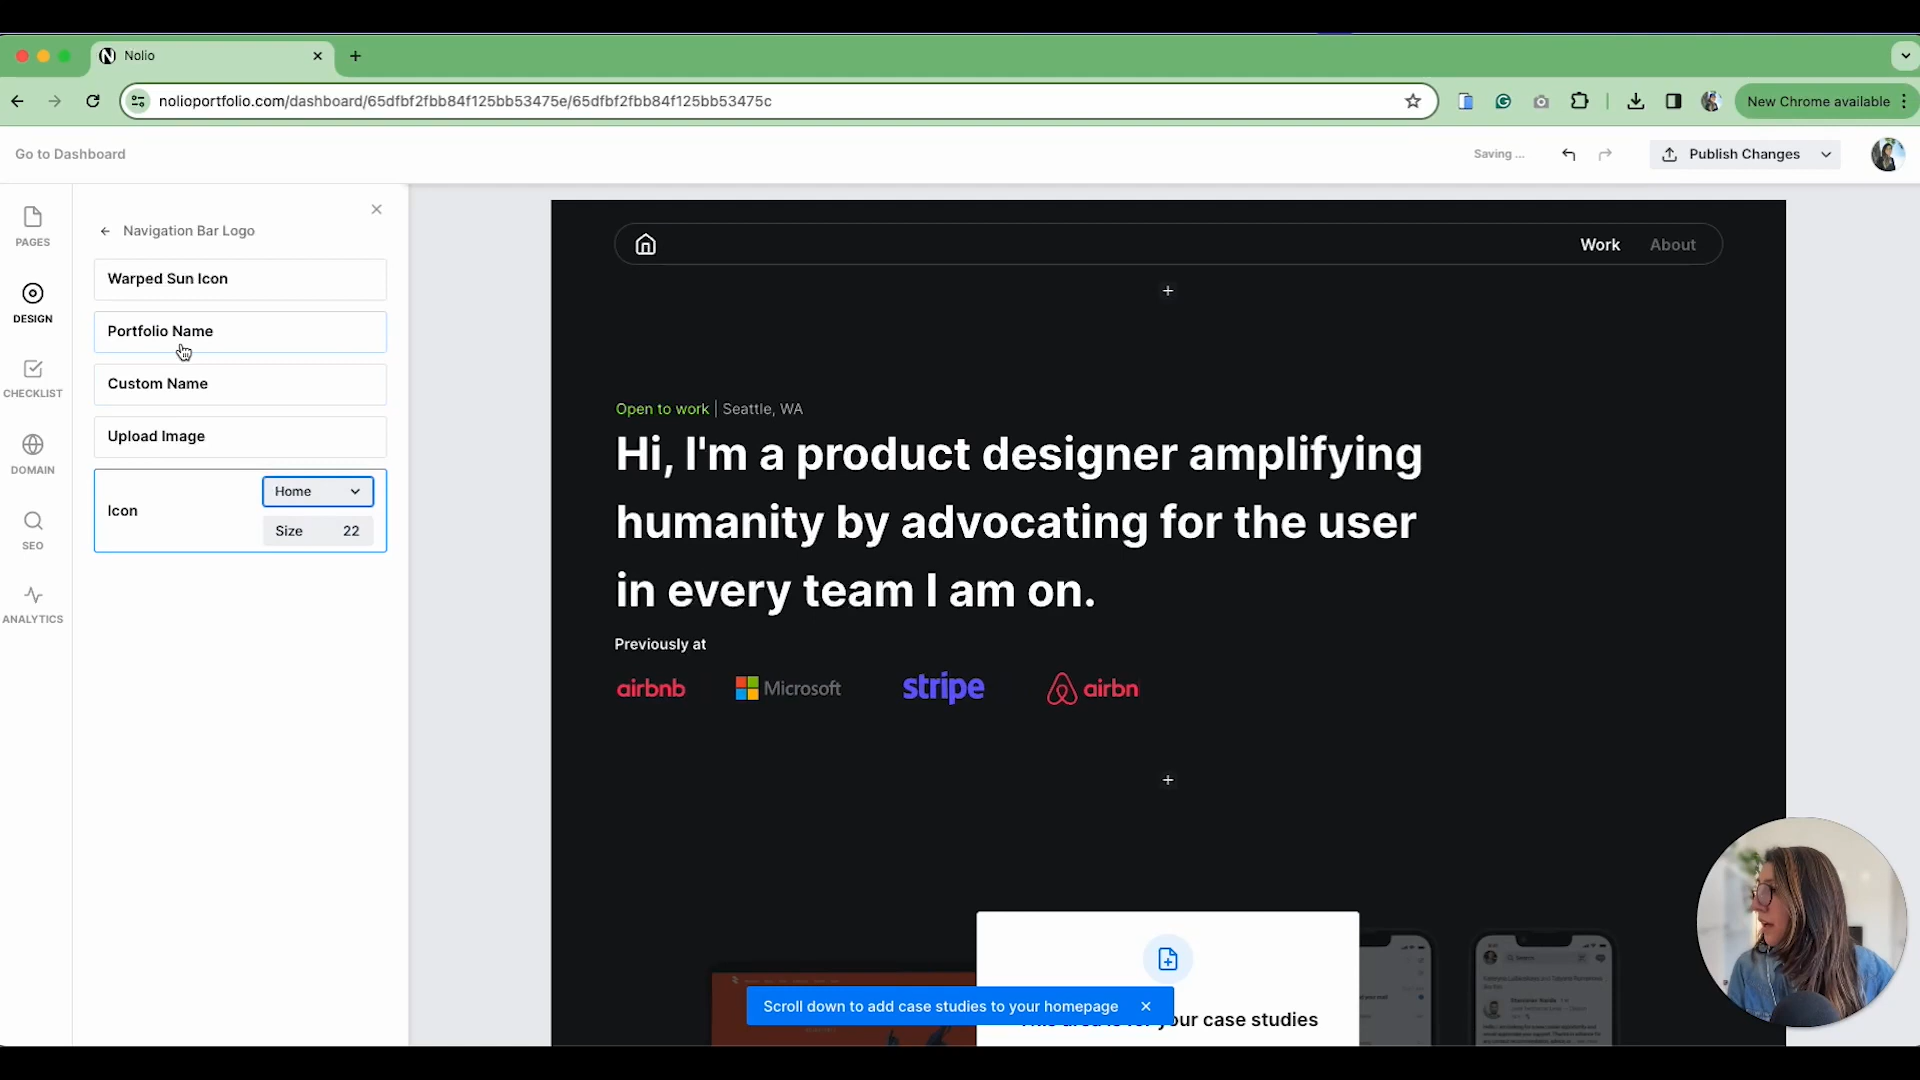 Nolio
nolioportfolio.com/dashboard/65dfbf2fbb84f125bb53475e/65dfbf2fbb84f125bb53475c
New Chrome available
Go to Dashboard
Saving ...
Publish Changes
PAGES
DESIGN
CHECKLIST
DOMAIN
SEO
ANALYTICS
Navigation Bar Logo
Warped Sun Icon
Portfolio Name
Custom Name
Upload Image
Icon
Home
Size 22
Work About
Open to work | Seattle, WA
Hi, I'm a product designer amplifying
humanity by advocating for the user
in every team I am on.
Previously at
airbnb Microsoft stripe airbn
Scroll down to add case studies to your homepage
your case studies
Search